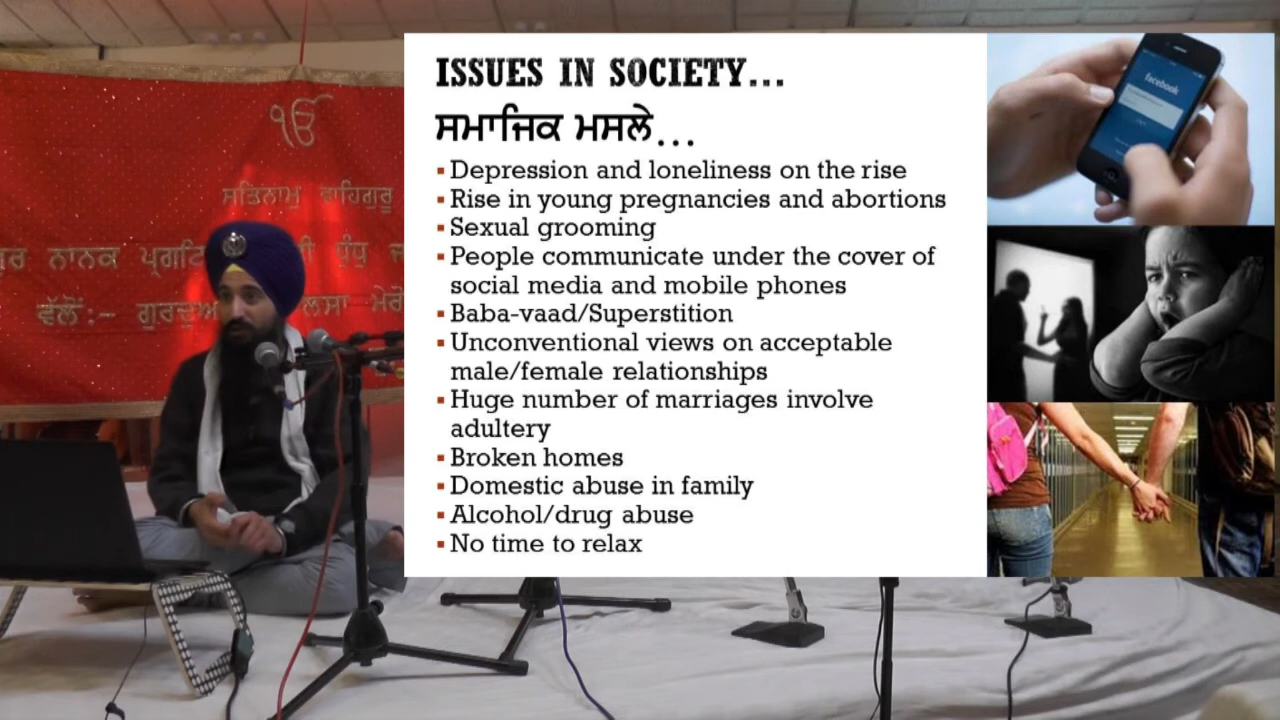 ੴ
ਸਤਿਨਾਮੁ ਵਾਹਿਗੁਰੂ
ਨਾਨਕ ਪ੍ਰਗਟਿ ਧੁੰਧੁ
ਵੱਲੋਂ :-
ISSUES IN SOCIETY...
ਸਮਾਜਿਕ ਮਸਲੇ...
▪ Depression and loneliness on the rise
▪ Rise in young pregnancies and abortions
▪ Sexual grooming
▪ People communicate under the cover of
social media and mobile phones
▪ Baba-vaad/Superstition
▪ Unconventional views on acceptable
male/female relationships
▪ Huge number of marriages involve
adultery
▪ Broken homes
▪ Domestic abuse in family
▪ Alcohol/drug abuse
▪ No time to relax
facebook